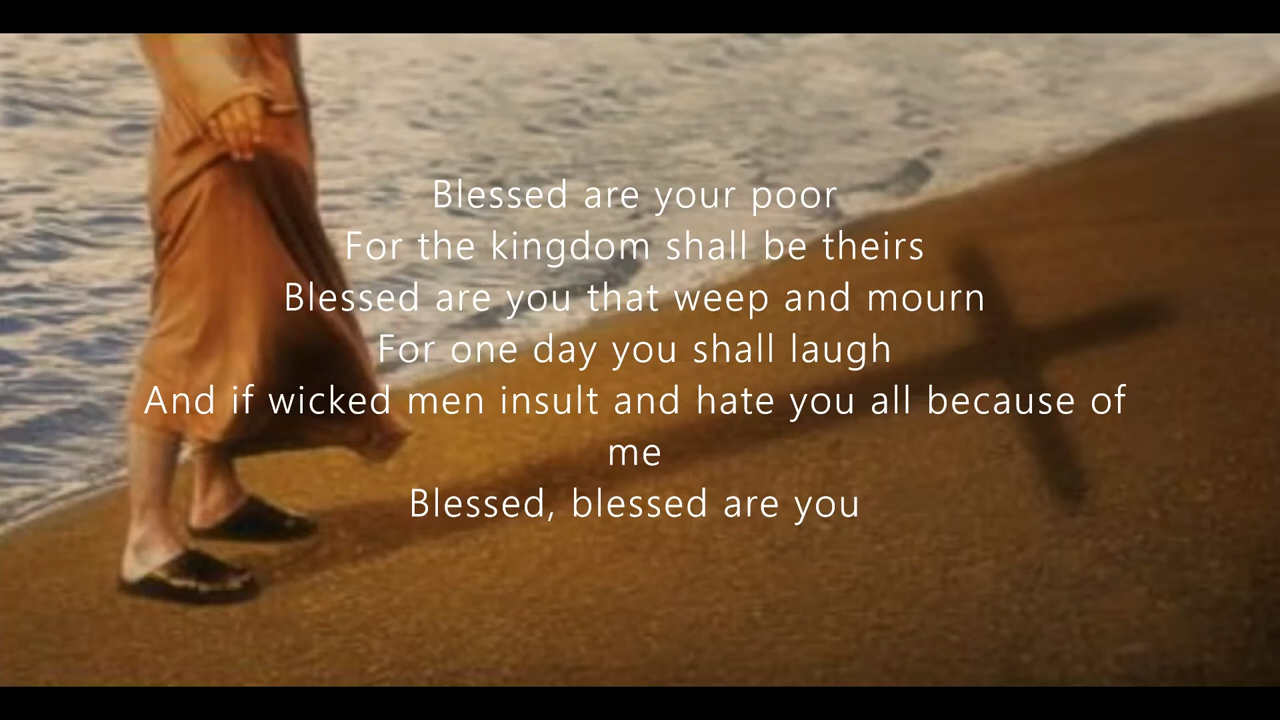 Blessed are your poor
For the kingdom shall be theirs
Blessed are you that weep and mourn
For one day you shall laugh
And if wicked men insult and hate you all because of
me
Blessed, blessed are you